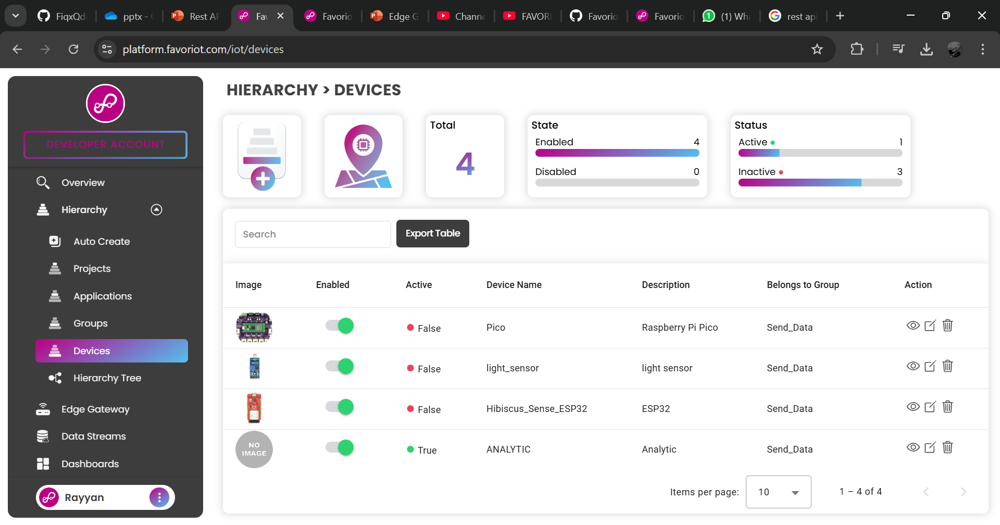 FiqxQd
pptx -
Rest AP
Fav
Favorio
Edge G
Channe
FAVORI
Favorio
Favorio
(1) Wha
rest api
platform.favoriot.com/iot/devices
DEVELOPER ACCOUNT
Overview
Hierarchy
Auto Create
Projects
Applications
Groups
Devices
Hierarchy Tree
Edge Gateway
Data Streams
Dashboards
Rayyan
HIERARCHY > DEVICES
Total
4
State
Enabled 4
Disabled 0
Status
Active 1
Inactive 3
Search
Export Table
Image Enabled Active Device Name Description Belongs to Group Action
False Pico Raspberry Pi Pico Send_Data
False light_sensor light sensor Send_Data
False Hibiscus_Sense_ESP32 ESP32 Send_Data
NO IMAGE True ANALYTIC Analytic Send_Data
Items per page: 10 1 – 4 of 4